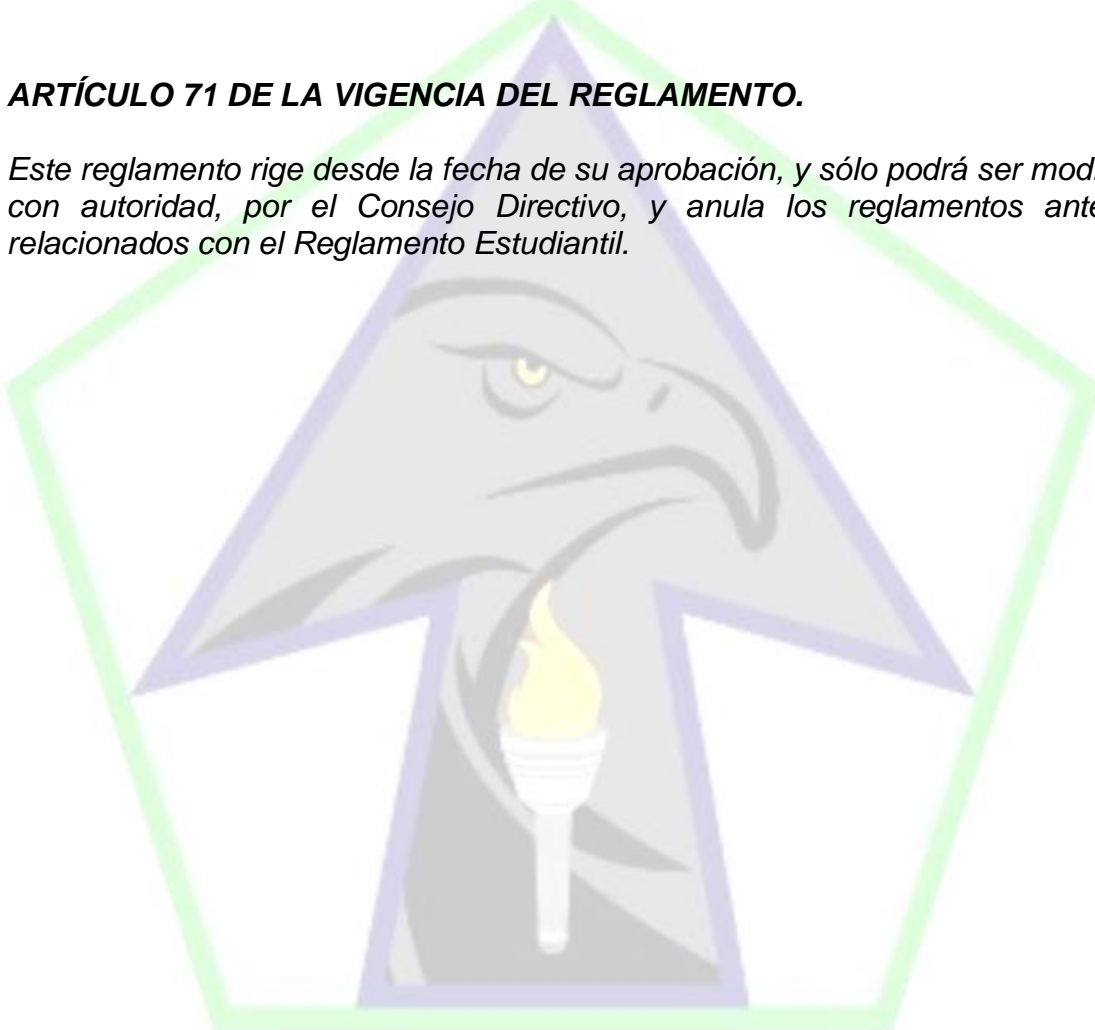 ARTÍCULO 71 DE LA VIGENCIA DEL REGLAMENTO.
Este reglamento rige desde la fecha de su aprobación, y sólo podrá ser
con autoridad, por el Consejo Directivo, y anula los reglamentos
relacionados con el Reglamento Estudiantil.